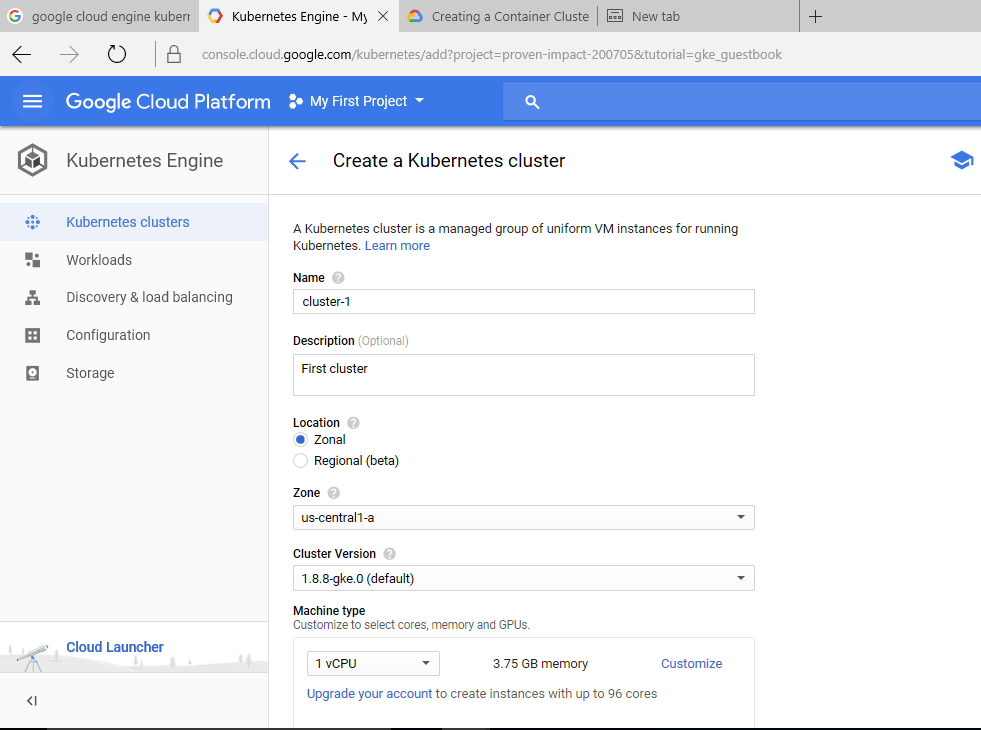 google cloud engine kubern
Kubernetes Engine - My
Creating a Container Cluste
New tab
console.cloud.google.com/kubernetes/add?project=proven-impact-200705&tutorial=gke_guestbook
Google Cloud Platform
My First Project
Kubernetes Engine
Create a Kubernetes cluster
Kubernetes clusters
Workloads
Discovery & load balancing
Configuration
Storage
Cloud Launcher
A Kubernetes cluster is a managed group of uniform VM instances for running
Kubernetes. Learn more
Name ?
cluster-1
Description (Optional)
First cluster
Location ?
Zonal
Regional (beta)
Zone ?
us-central1-a
Cluster Version ?
1.8.8-gke.0 (default)
Machine type
Customize to select cores, memory and GPUs.
1 vCPU
3.75 GB memory
Customize
Upgrade your account to create instances with up to 96 cores